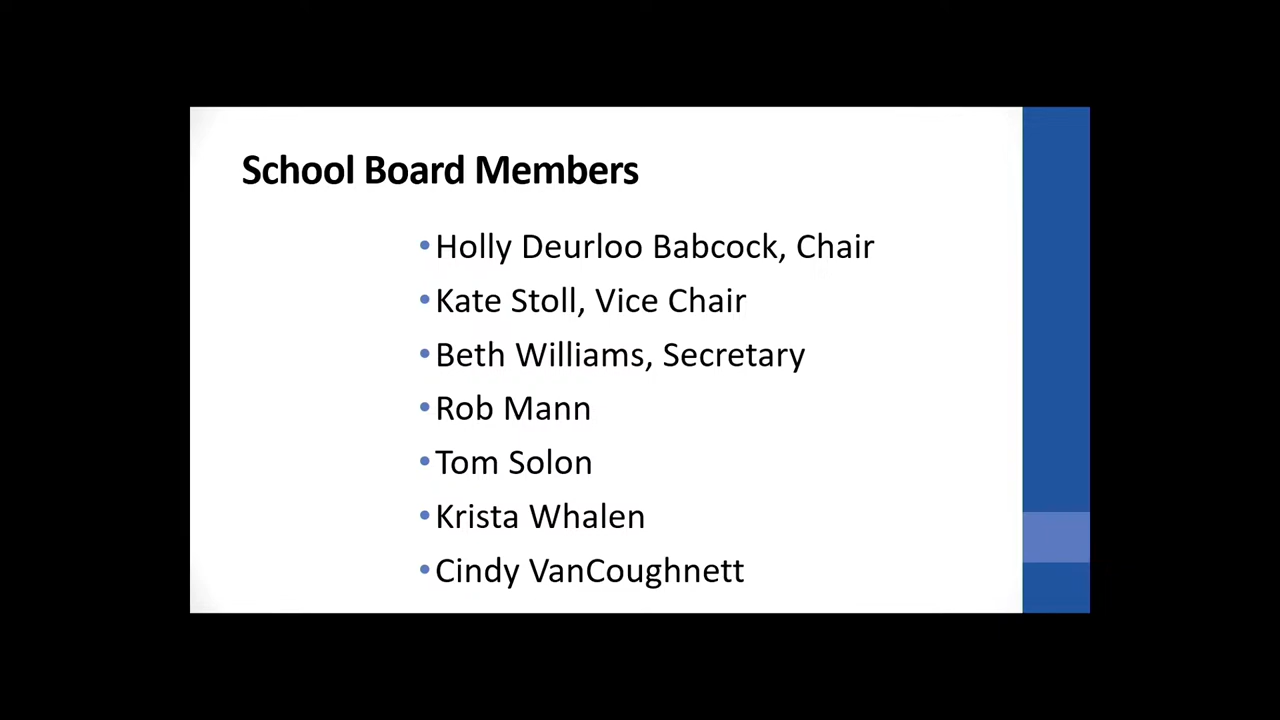 School Board Members
•Holly Deurloo Babcock, Chair
•Kate Stoll, Vice Chair
•Beth Williams, Secretary
•Rob Mann
•Tom Solon
•Krista Whalen
•Cindy VanCoughnett